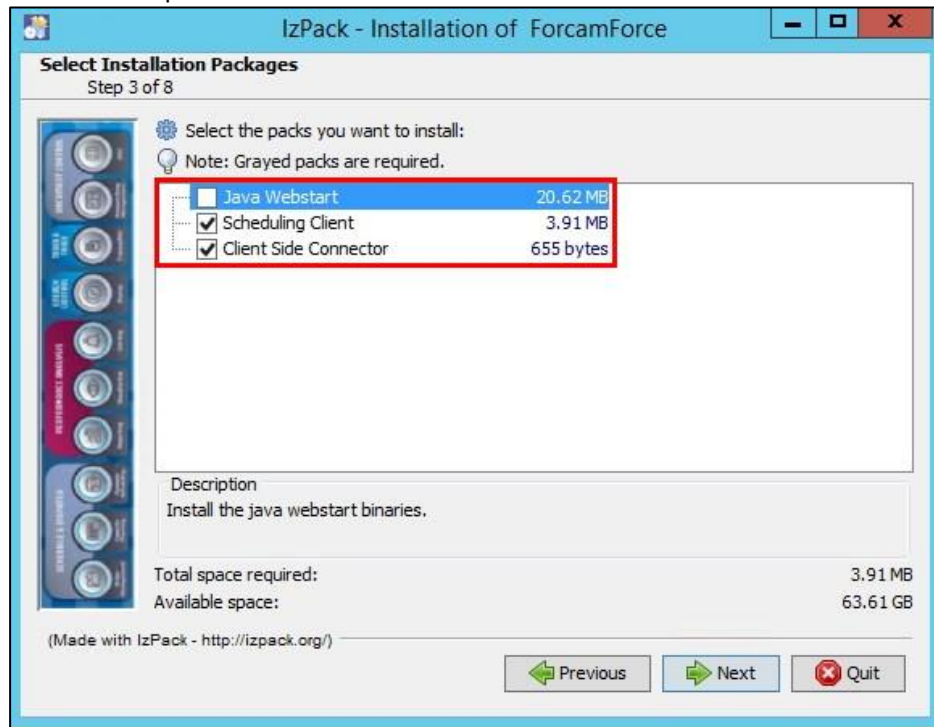 IzPack - Installation of ForcamForce
Select Installation Packages
Step 3 of 8
Select the packs you want to install:
Note: Grayed packs are required.
Java Webstart 20.62 MB
Scheduling Client 3.91 MB
Client Side Connector 655 bytes
Description
Install the java webstart binaries.
Total space required: 3.91 MB
Available space: 63.61 GB
(Made with IzPack - http://izpack.org/)
Previous Next Quit